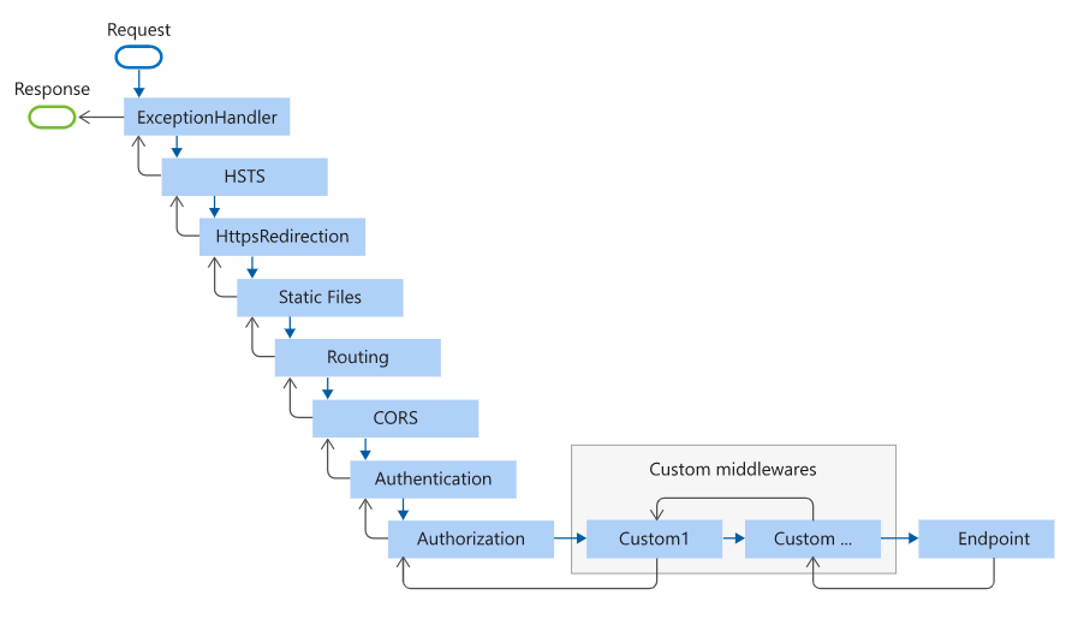 Request
Response
ExceptionHandler
HSTS
HttpsRedirection
Static Files
Routing
CORS
Authentication
Custom middlewares
Authorization
Custom1
Custom ...
Endpoint